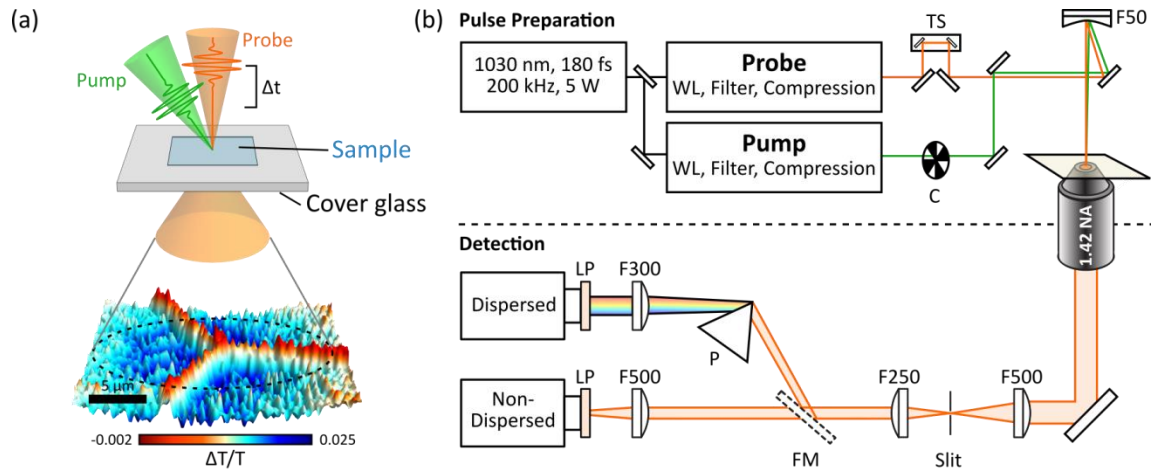 (a)
Probe
Pump
Δt
Sample
Cover glass
5 μm
-0.002
0.025
ΔT/T
(b)
Pulse Preparation
1030 nm, 180 fs
200 kHz, 5 W
Probe
WL, Filter, Compression
Pump
WL, Filter, Compression
TS
F50
C
1.42 NA
Detection
Dispersed
LP
F300
P
Non-
Dispersed
LP
F500
FM
F250
Slit
F500